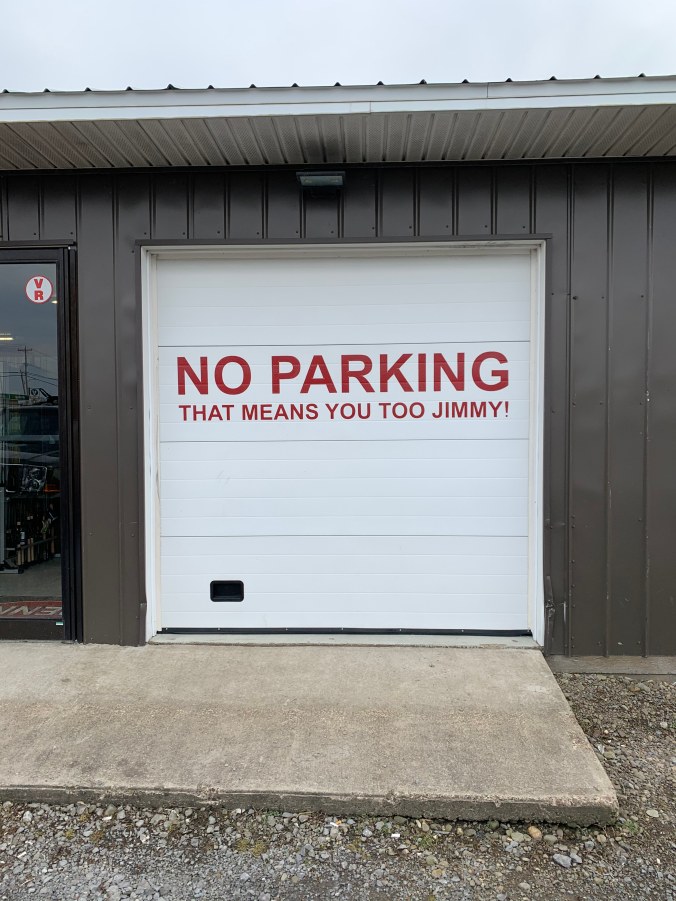 V
R
NO PARKING
THAT MEANS YOU TOO JIMMY!